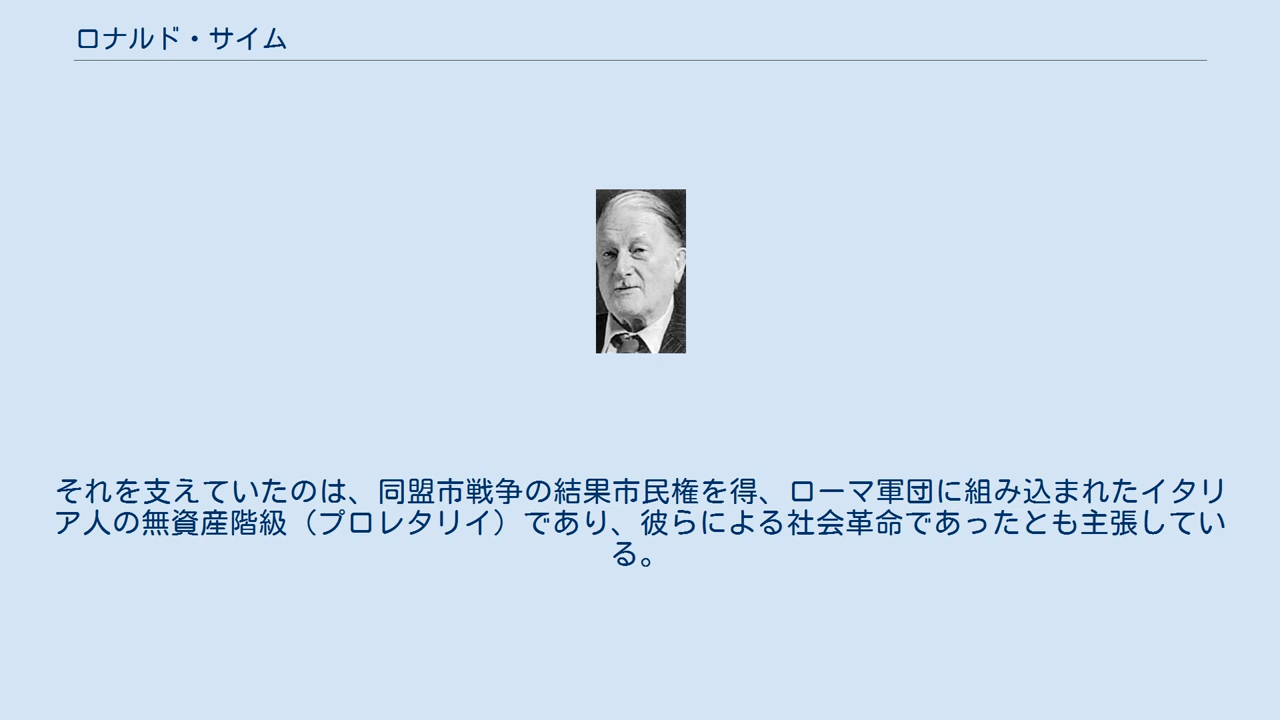 ロナルド・サイム
それを支えていたのは、同盟市戦争の結果市民権を得、ローマ軍団に組み込まれたイタリ
ア人の無資産階級（プロレタリイ）であり、彼らによる社会革命であったとも主張してい
る。